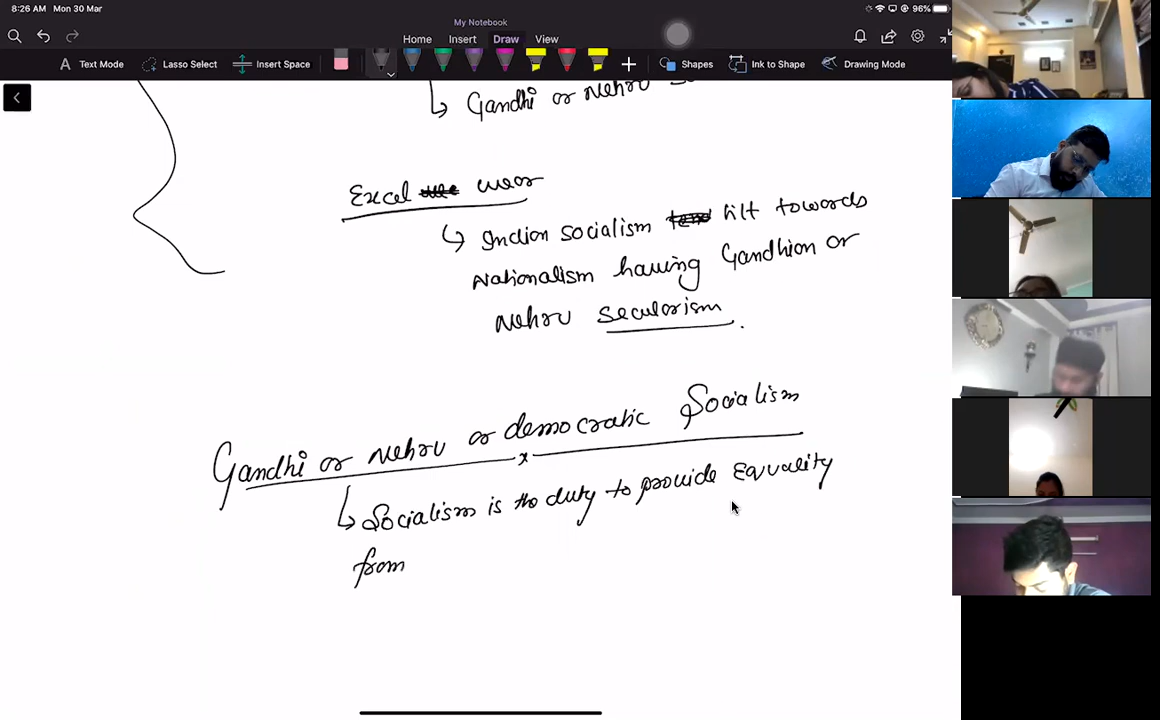 8:26 AM Mon 30 Mar
96%
My Notebook
Home Insert Draw View
Text Mode Lasso Select Insert Space Shapes Ink to Shape Drawing Mode
Gandhi or Nehru
Excel wear
Indian socialism tilt towards
Nationalism having Gandhian or
Nehru secularism.
Gandhi or Nehru or democratic Socialism
Socialism is the duty to provide Equality
from